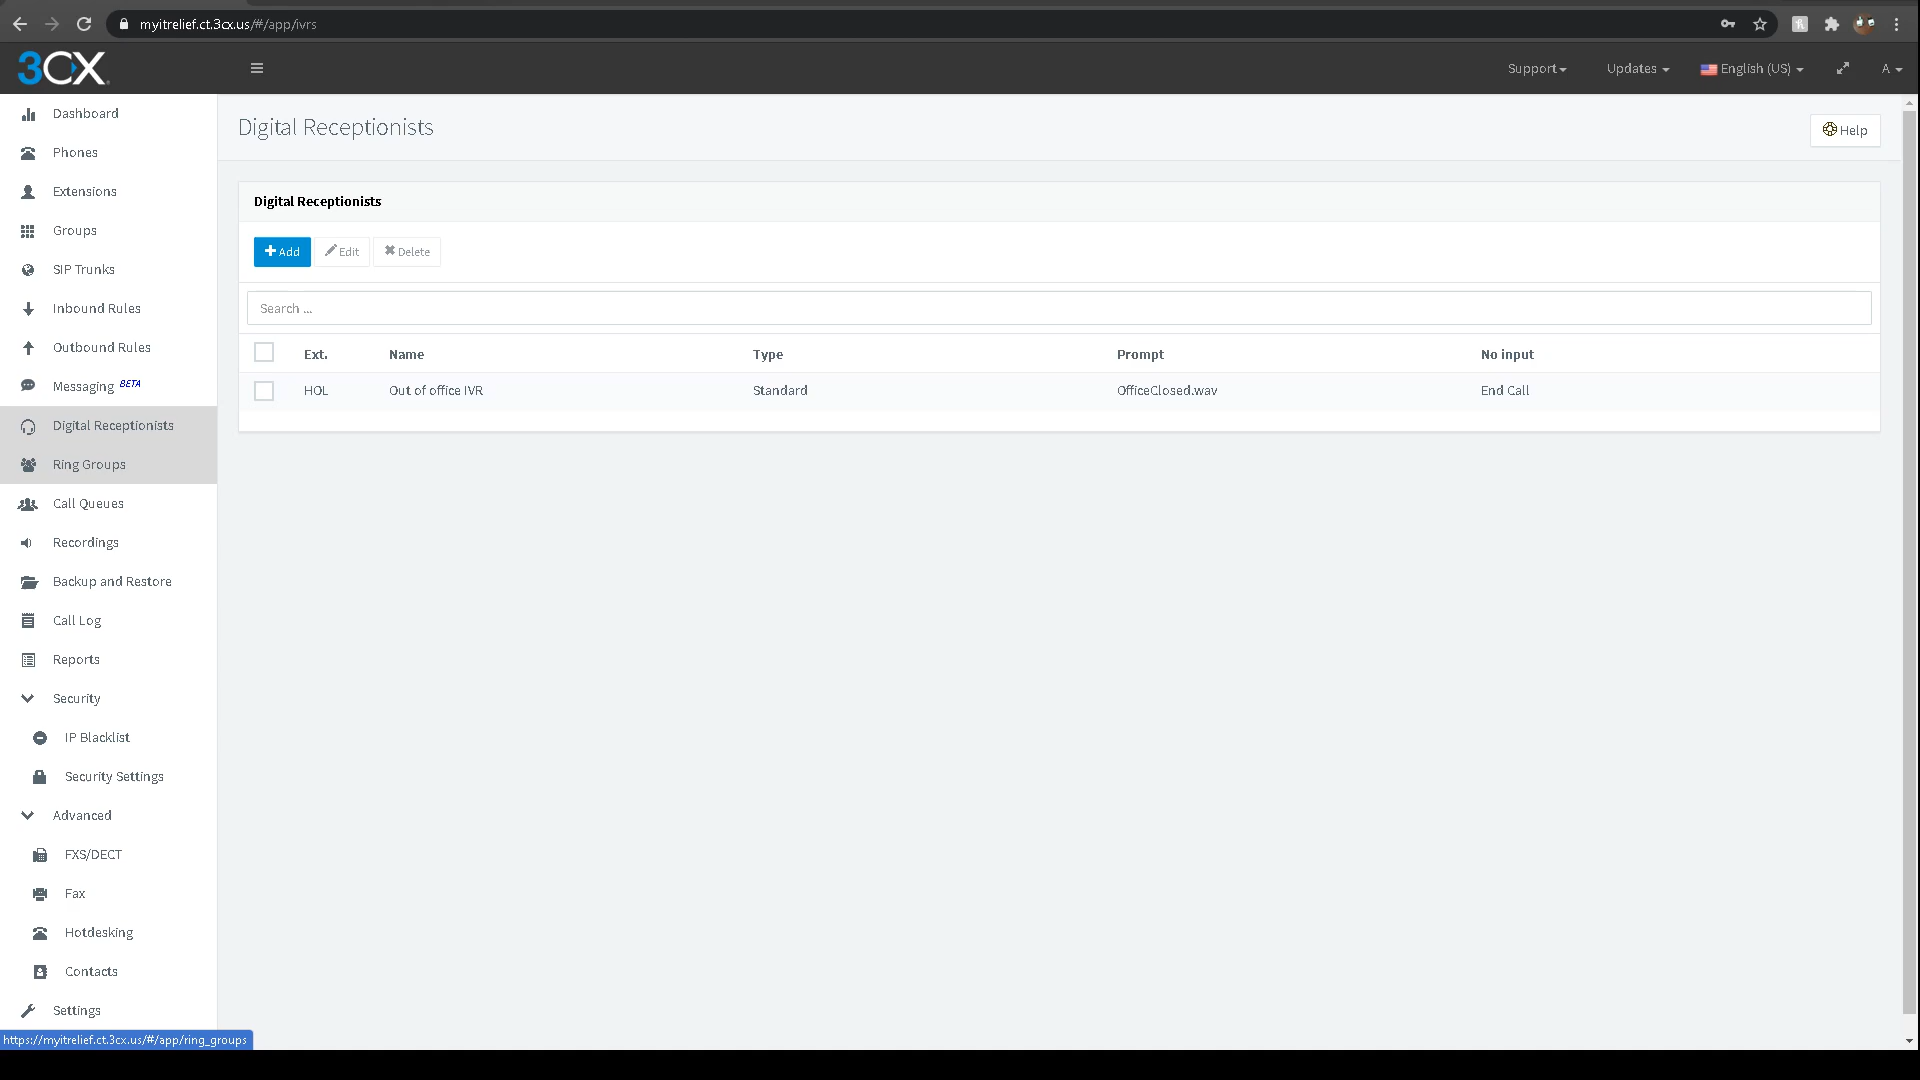 myitrelief.ct.3cx.us/#/app/ivrs
3CX
Support
Updates
English (US)
A
Dashboard
Phones
Extensions
Groups
SIP Trunks
Inbound Rules
Outbound Rules
Messaging BETA
Digital Receptionists
Ring Groups
Call Queues
Recordings
Backup and Restore
Call Log
Reports
Security
IP Blacklist
Security Settings
Advanced
FXS/DECT
Fax
Hotdesking
Contacts
Settings
https://myitrelief.ct.3cx.us/#/app/ring_groups
Digital Receptionists
Help
Digital Receptionists
Add Edit Delete
Search ...
Ext. Name Type Prompt No input
HOL Out of office IVR Standard OfficeClosed.wav End Call